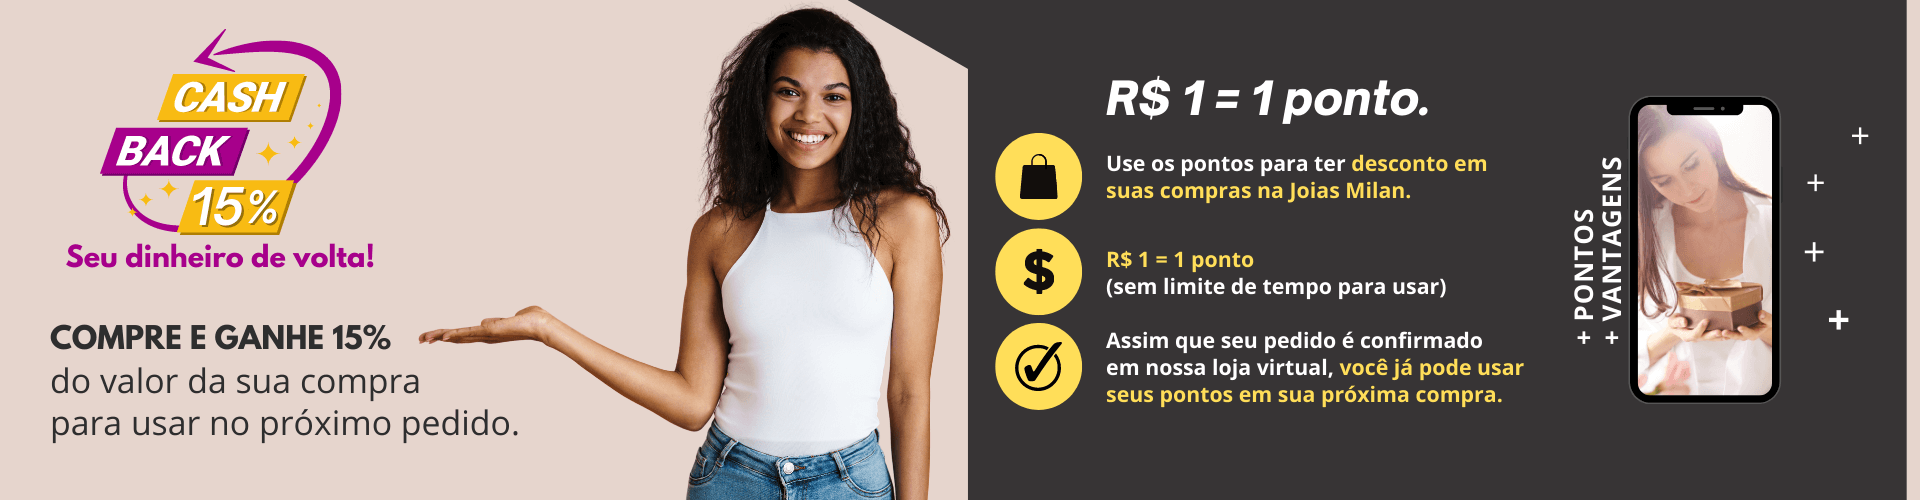 CASH
BACK
15%
Seu dinheiro de volta!
COMPRE E GANHE 15%
do valor da sua compra
para usar no próximo pedido.
R$ 1 = 1 ponto.
Use os pontos para ter desconto em
suas compras na Joias Milan.
R$ 1 = 1 ponto
(sem limite de tempo para usar)
Assim que seu pedido é confirmado
em nossa loja virtual, você já pode usar
seus pontos em sua próxima compra.
+ PONTOS
+ VANTAGENS